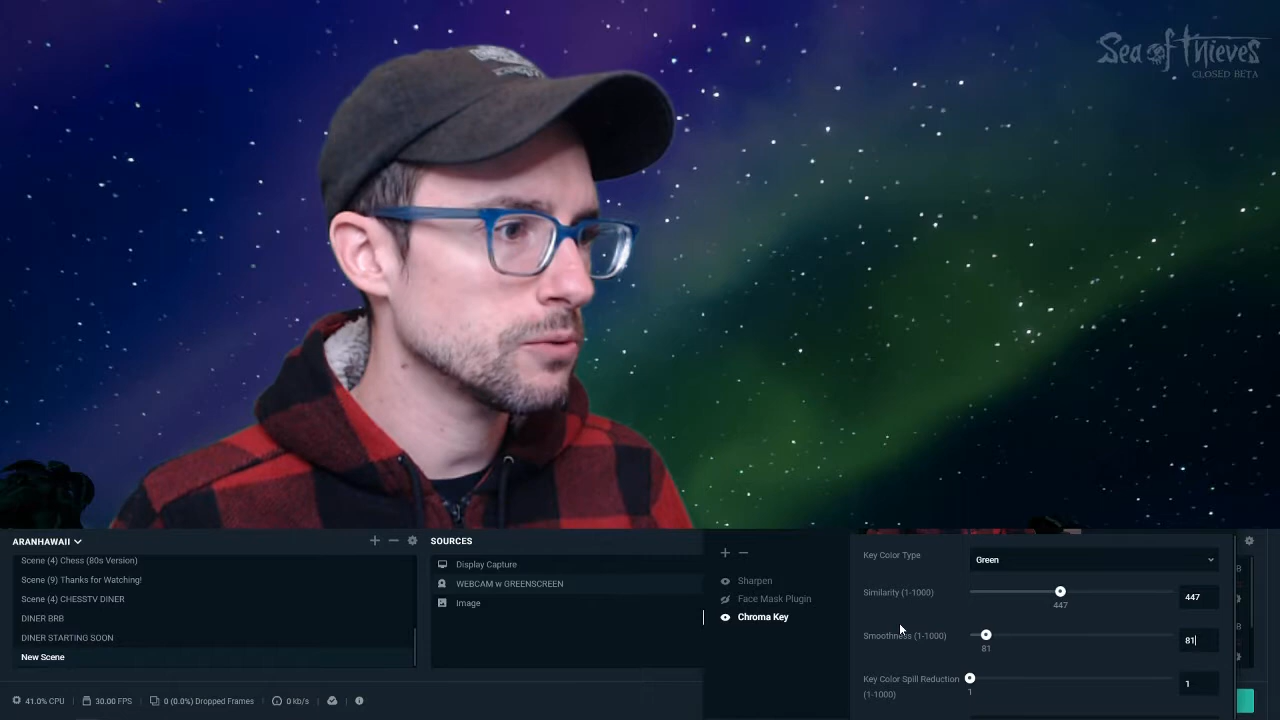 Sea of Thieves
CLOSED BETA
ARANHAWAII
Scene (4) Chess (80s Version)
Scene (9) Thanks for Watching!
Scene (4) CHESSTV DINER
DINER BRB
DINER STARTING SOON
New Scene
SOURCES
Display Capture
WEBCAM w GREENSCREEN
Image
Sharpen
Face Mask Plugin
Chroma Key
Key Color Type
Green
Similarity (1-1000)
447
447
Smoothness (1-1000)
81
81
Key Color Spill Reduction
(1-1000)
1
1
41.0% CPU
30.00 FPS
0 (0.0%) Dropped Frames
0 kb/s